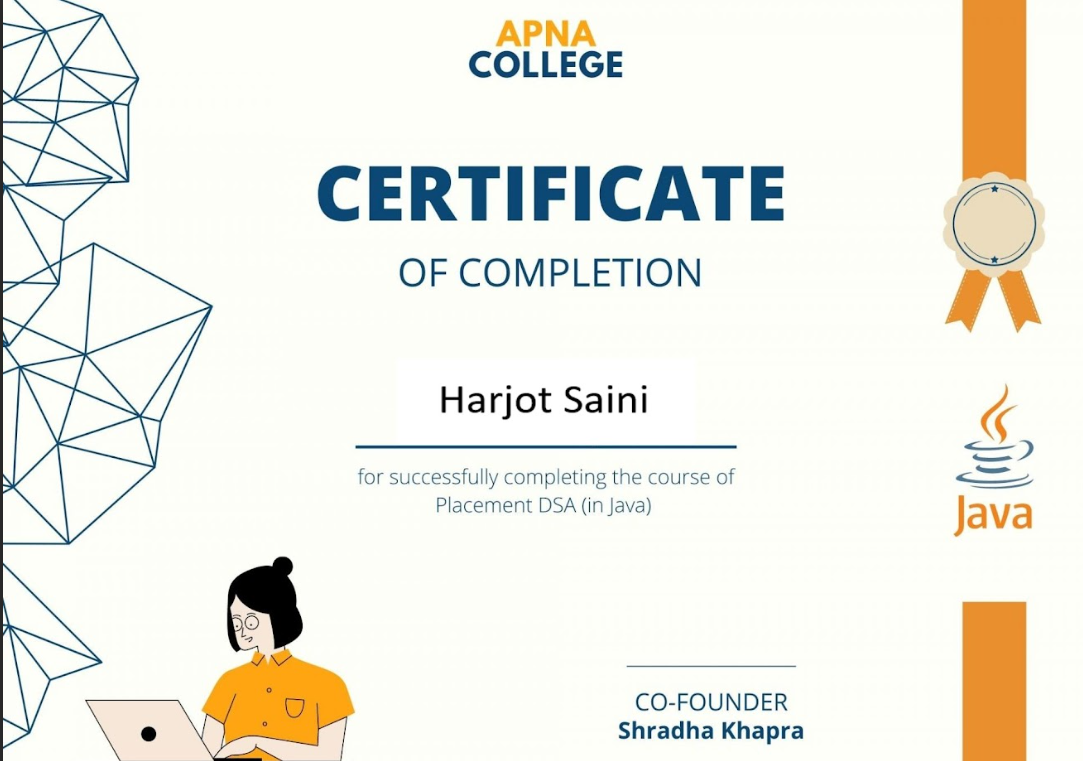 APNA
COLLEGE
CERTIFICATE
OF COMPLETION
Harjot Saini
for successfully completing the course of
Placement DSA (in Java)
Java
CO-FOUNDER
Shradha Khapra